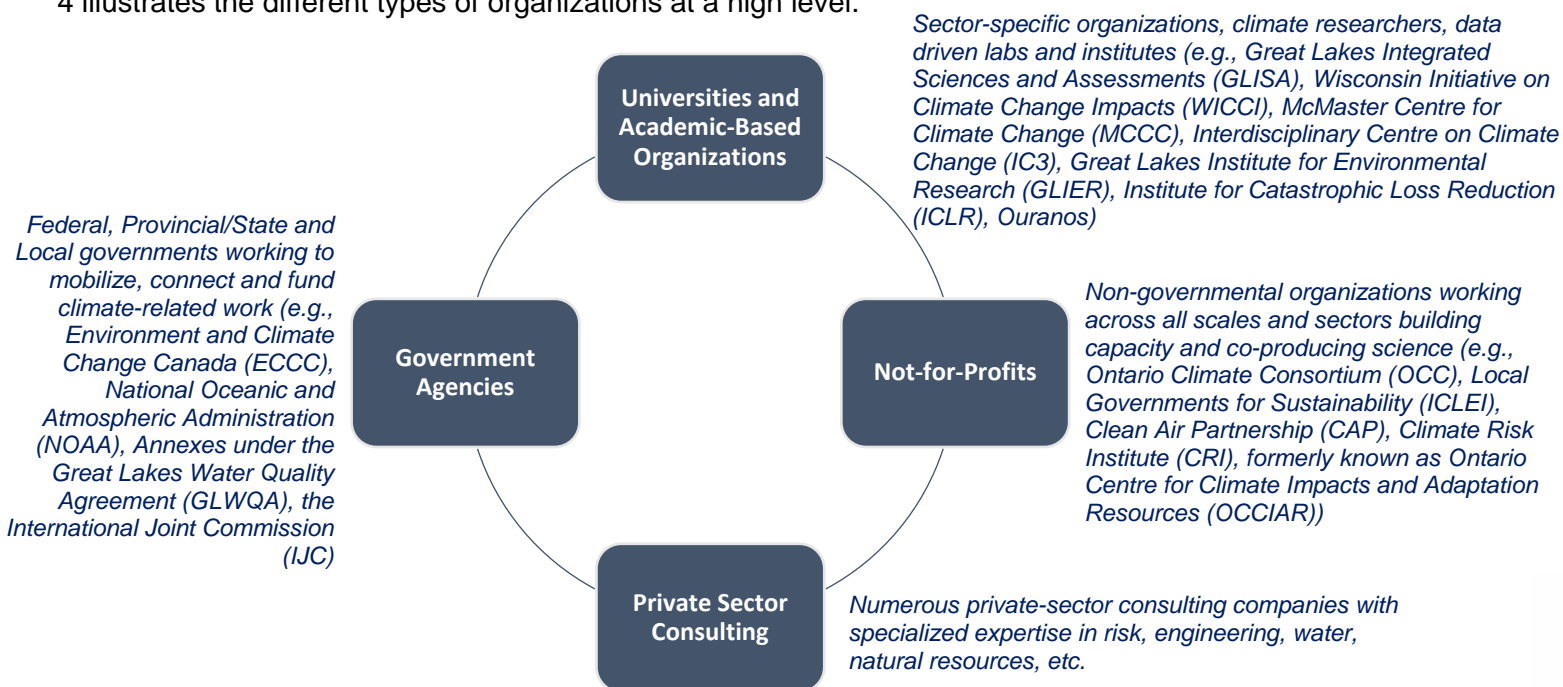 4 illustrates the different types of organizations at a high level.
Sector-specific organizations, climate researchers, data
driven labs and institutes (e.g., Great Lakes Integrated
Sciences and Assessments (GLISA), Wisconsin Initiative on
Climate Change Impacts (WICCI), McMaster Centre for
Climate Change (MCCC), Interdisciplinary Centre on Climate
Change (IC3), Great Lakes Institute for Environmental
Research (GLIER), Institute for Catastrophic Loss Reduction
(ICLR), Ouranos)
Universities and
Academic-Based
Organizations
Federal, Provincial/State and
Local governments working to
mobilize, connect and fund
climate-related work (e.g.,
Environment and Climate
Change Canada (ECCC),
National Oceanic and
Atmospheric Administration
(NOAA), Annexes under the
Great Lakes Water Quality
Agreement (GLWQA), the
International Joint Commission
(IJC)
Government
Agencies
Not-for-Profits
Non-governmental organizations working
across all scales and sectors building
capacity and co-producing science (e.g.,
Ontario Climate Consortium (OCC), Local
Governments for Sustainability (ICLEI),
Clean Air Partnership (CAP), Climate Risk
Institute (CRI), formerly known as Ontario
Centre for Climate Impacts and Adaptation
Resources (OCCIAR))
Private Sector
Consulting
Numerous private-sector consulting companies with
specialized expertise in risk, engineering, water,
natural resources, etc.